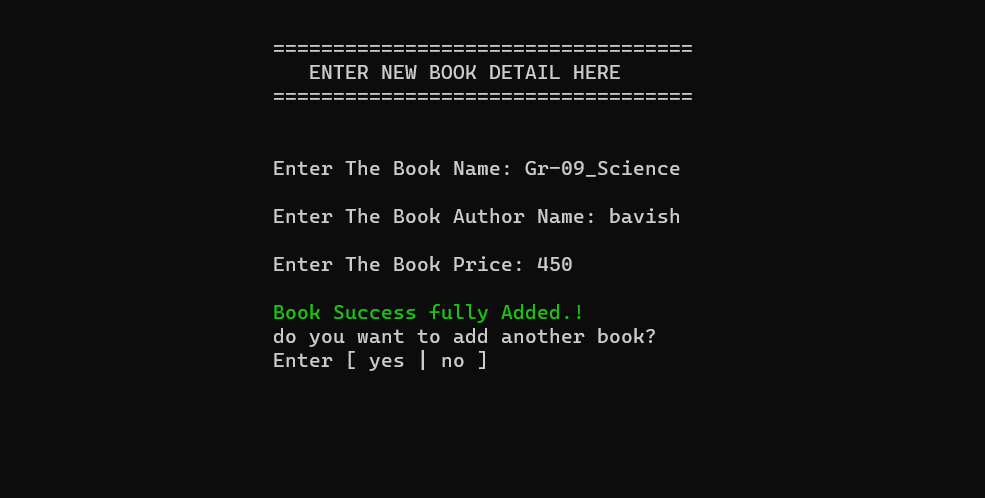 ===================================
ENTER NEW BOOK DETAIL HERE
===================================
Enter The Book Name: Gr-09_Science
Enter The Book Author Name: bavish
Enter The Book Price: 450
Book Success fully Added.!
do you want to add another book?
Enter [ yes | no ]